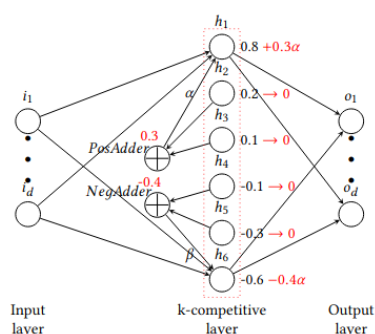 h1
0.8 +0.3α
h2
i1
α
0.2 → 0
o1
h3
0.3
PosAdder
0.1 → 0
h4
-0.4
id
NegAdder
-0.1 → 0
od
h5
-0.3 → 0
β
h6
-0.6 -0.4α
Input
layer
k-competitive
layer
Output
layer